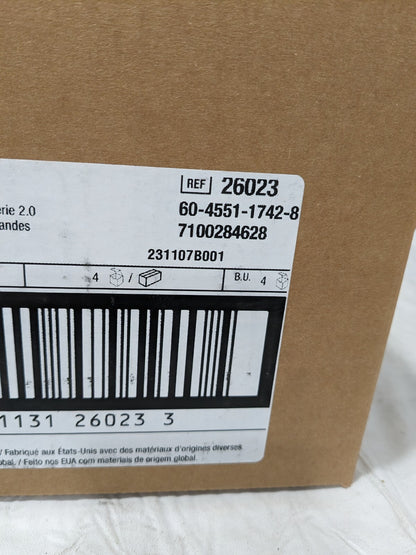 REF 26023
érie 2.0
60-4551-1742-8
andes
7100284628
231107B001
4 /
B.U. 4
1131 26023 3
/ Fabriqué aux États-Unis avec des matériaux d'origines diverses
obal. / Feito nos EUA com materiais de origem global.